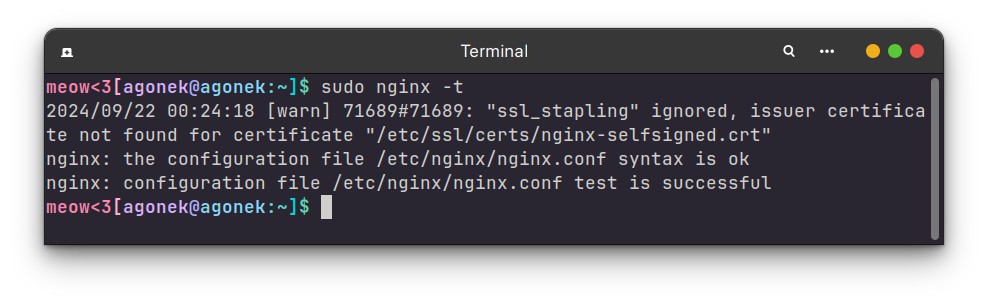 Terminal
meow<3[agonek@agonek:~]$ sudo nginx -t
2024/09/22 00:24:18 [warn] 71689#71689: "ssl_stapling" ignored, issuer certifica
te not found for certificate "/etc/ssl/certs/nginx-selfsigned.crt"
nginx: the configuration file /etc/nginx/nginx.conf syntax is ok
nginx: configuration file /etc/nginx/nginx.conf test is successful
meow<3[agonek@agonek:~]$